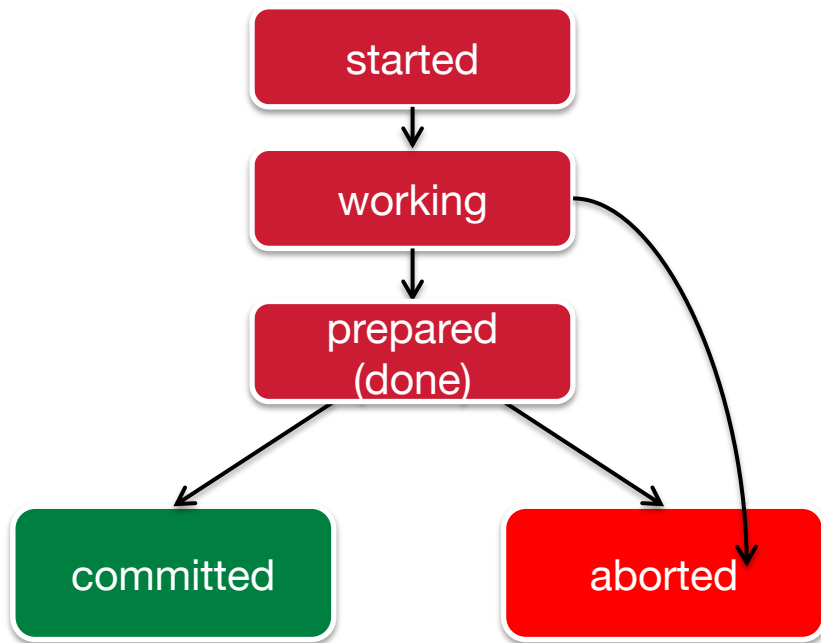 started
working
prepared
(done)
committed
aborted